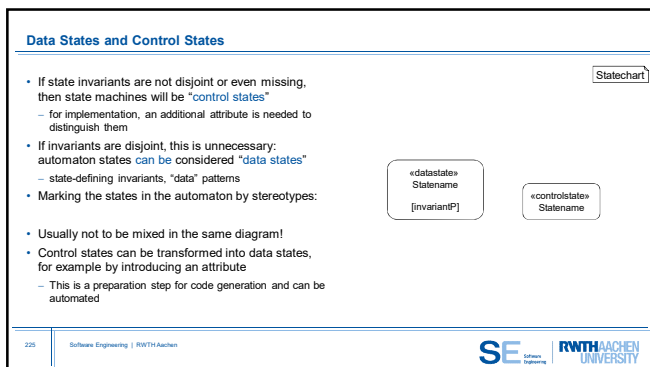 Data States and Control States
Statechart
• If state invariants are not disjoint or even missing,
then state machines will be “control states”
– for implementation, an additional attribute is needed to
distinguish them
• If invariants are disjoint, this is unnecessary:
automaton states can be considered “data states”
– state-defining invariants, “data” patterns
• Marking the states in the automaton by stereotypes:
• Usually not to be mixed in the same diagram!
• Control states can be transformed into data states,
for example by introducing an attribute
– This is a preparation step for code generation and can be
automated
«datastate»
Statename
[invariantP]
«controlstate»
Statename
225
Software Engineering | RWTH Aachen
SE Software
Engineering
RWTHAACHEN
UNIVERSITY